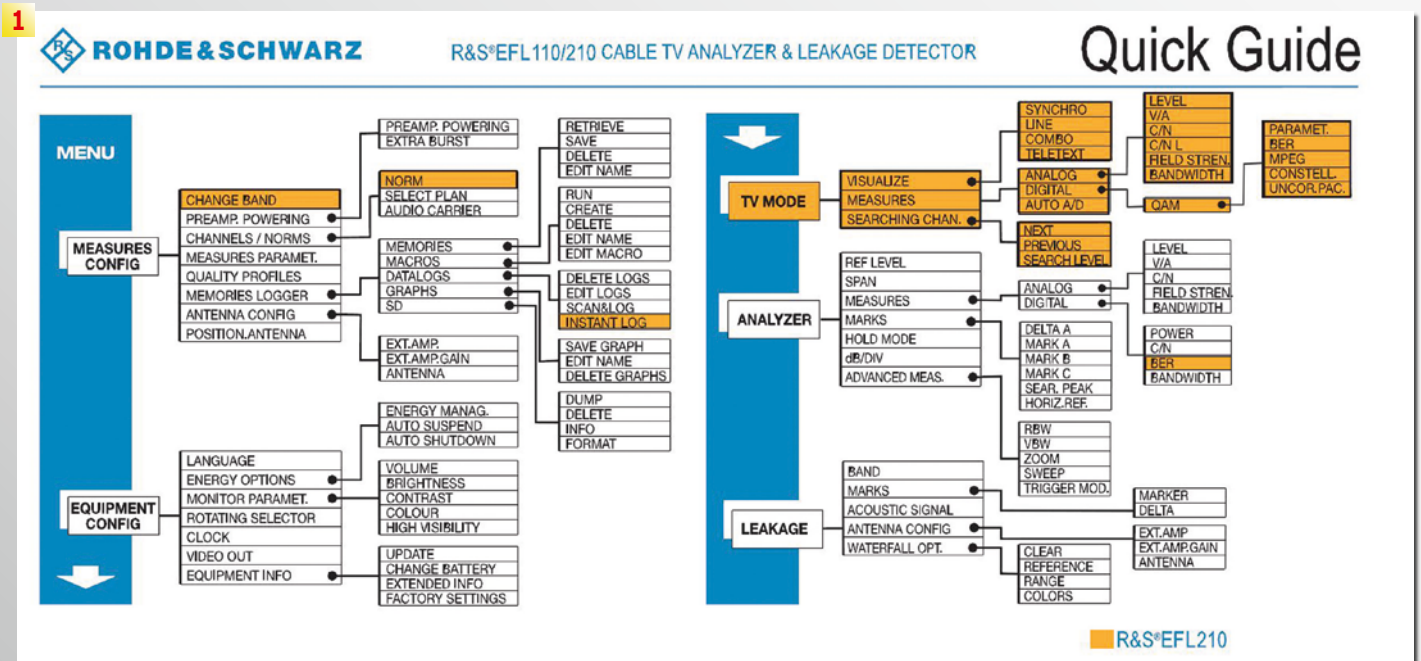 1
R&S ROHDE&SCHWARZ
R&S®EFL110/210 CABLE TV ANALYZER & LEAKAGE DETECTOR
Quick Guide
MENU
MEASURES
CONFIG
CHANGE BAND
PREAMP. POWERING
CHANNELS / NORMS
MEASURES PARAMET.
QUALITY PROFILES
MEMORIES LOGGER
ANTENNA CONFIG
POSITION.ANTENNA
PREAMP. POWERING
EXTRA BURST
NORM
SELECT PLAN
AUDIO CARRIER
MEMORIES
MACROS
DATALOGS
GRAPHS
SD
EXT.AMP.
EXT.AMP.GAIN
ANTENNA
RETRIEVE
SAVE
DELETE
EDIT NAME
RUN
CREATE
DELETE
EDIT NAME
EDIT MACRO
DELETE LOGS
EDIT LOGS
SCAN&LOG
INSTANT LOG
SAVE GRAPH
EDIT NAME
DELETE GRAPHS
DUMP
DELETE
INFO
FORMAT
EQUIPMENT
CONFIG
LANGUAGE
ENERGY OPTIONS
MONITOR PARAMET.
ROTATING SELECTOR
CLOCK
VIDEO OUT
EQUIPMENT INFO
ENERGY MANAG.
AUTO SUSPEND
AUTO SHUTDOWN
VOLUME
BRIGHTNESS
CONTRAST
COLOUR
HIGH VISIBILITY
UPDATE
CHANGE BATTERY
EXTENDED INFO
FACTORY SETTINGS
TV MODE
VISUALIZE
MEASURES
SEARCHING CHAN.
SYNCHRO
LINE
COMBO
TELETEXT
ANALOG
DIGITAL
AUTO A/D
NEXT
PREVIOUS
SEARCH LEVEL
LEVEL
V/A
C/N
C/N L
FIELD STREN.
BANDWIDTH
QAM
PARAMET.
BER
MPEG
CONSTELL.
UNCOR.PAC.
ANALYZER
REF LEVEL
SPAN
MEASURES
MARKS
HOLD MODE
dB/DIV
ADVANCED MEAS.
ANALOG
DIGITAL
LEVEL
V/A
C/N
FIELD STREN.
BANDWIDTH
POWER
C/N
BER
BANDWIDTH
DELTA A
MARK A
MARK B
MARK C
SEAR. PEAK
HORIZ.REF.
RBW
VBW
ZOOM
SWEEP
TRIGGER MOD.
LEAKAGE
BAND
MARKS
ACOUSTIC SIGNAL
ANTENNA CONFIG
WATERFALL OPT.
MARKER
DELTA
EXT.AMP
EXT.AMP.GAIN
ANTENNA
CLEAR
REFERENCE
RANGE
COLORS
R&S®EFL210